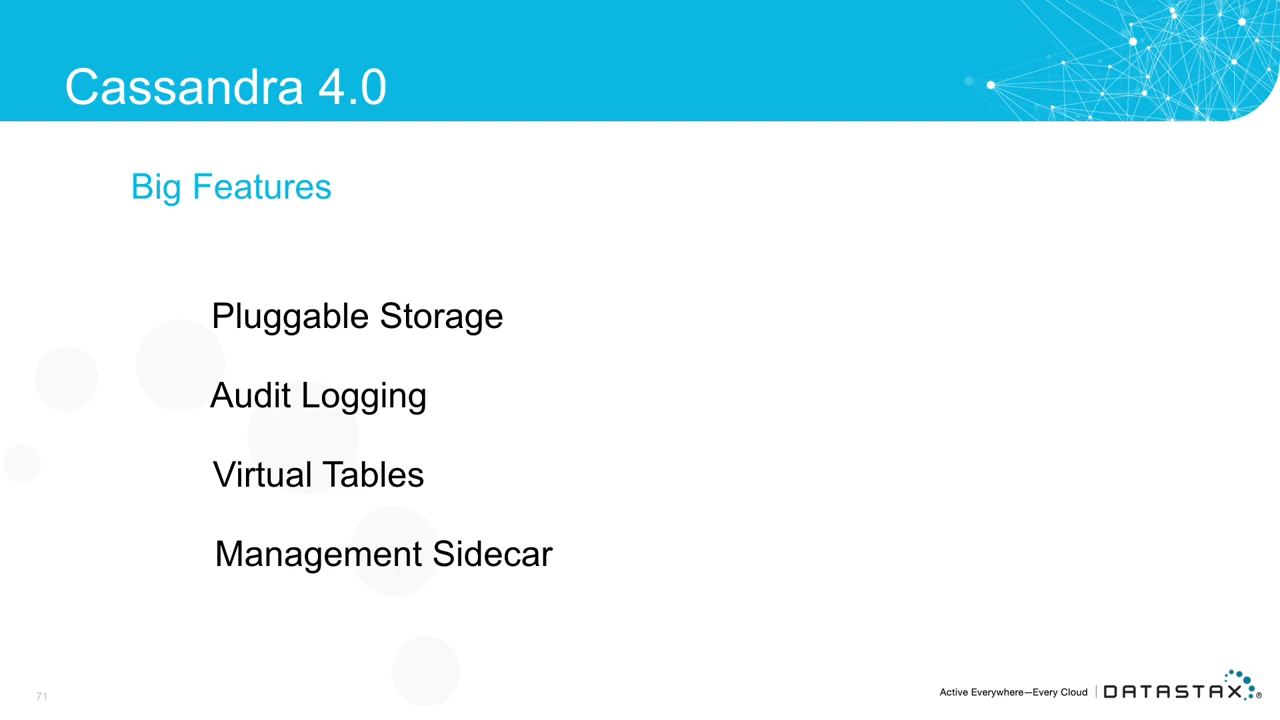 Cassandra 4.0
Big Features
Pluggable Storage
Audit Logging
Virtual Tables
Management Sidecar
71
Active Everywhere—Every Cloud | DATASTAX®